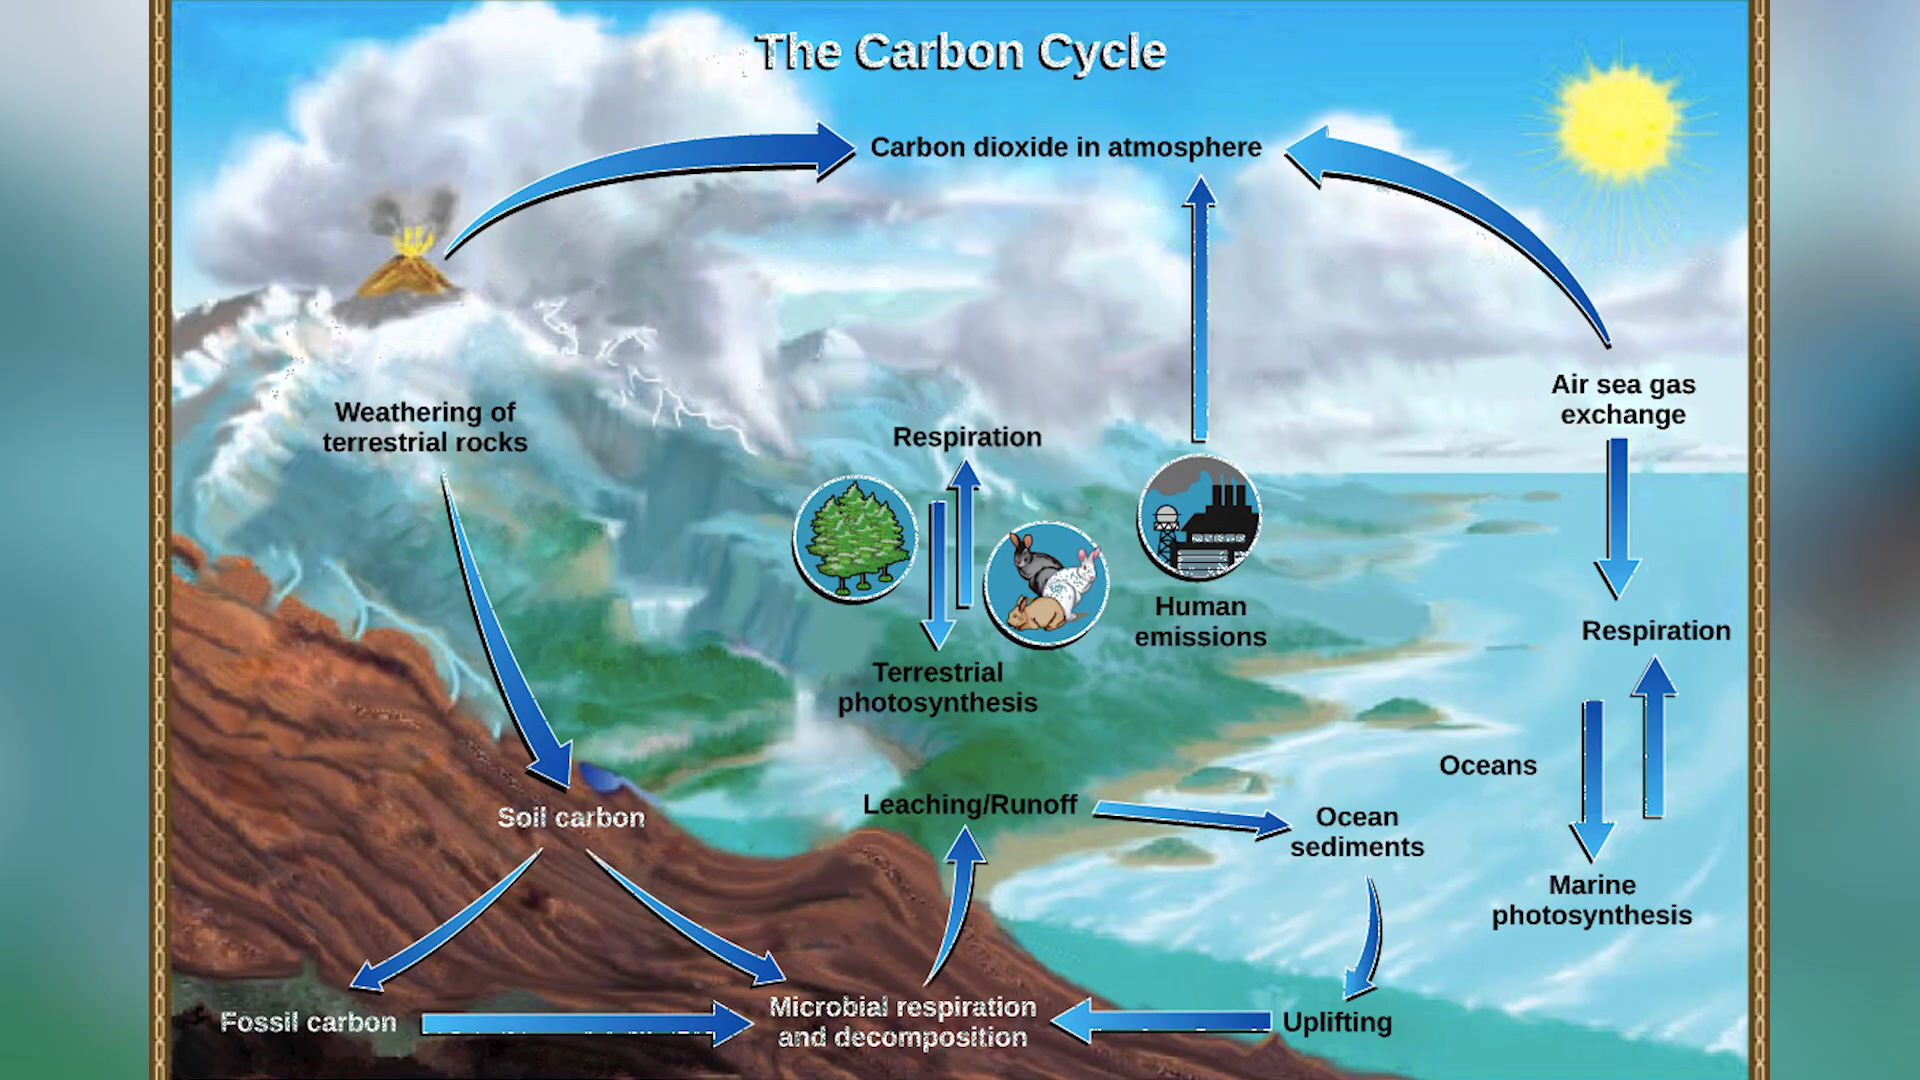 The Carbon Cycle
Carbon dioxide in atmosphere
Air sea gas
exchange
Weathering of
terrestrial rocks
Respiration
Human
emissions
Respiration
Terrestrial
photosynthesis
Oceans
Leaching/Runoff
Soil carbon
Ocean
sediments
Marine
photosynthesis
Fossil carbon
Microbial respiration
and decomposition
Uplifting